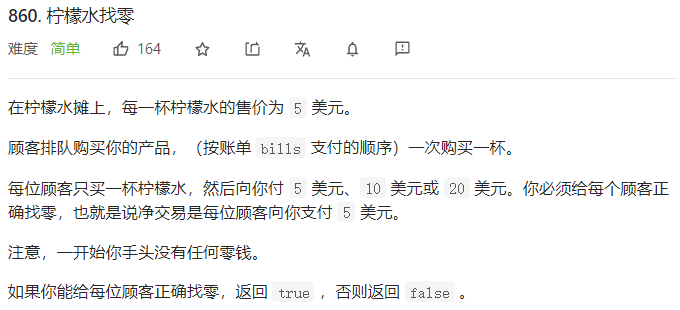 860. 柠檬水找零
难度 简单 164
在柠檬水摊上，每一杯柠檬水的售价为 5 美元。
顾客排队购买你的产品，（按账单 bills 支付的顺序）一次购买一杯。
每位顾客只买一杯柠檬水，然后向你付 5 美元、10 美元或 20 美元。你必须给每个顾客正
确找零，也就是说净交易是每位顾客向你支付 5 美元。
注意，一开始你手头没有任何零钱。
如果你能给每位顾客正确找零，返回 true ，否则返回 false 。